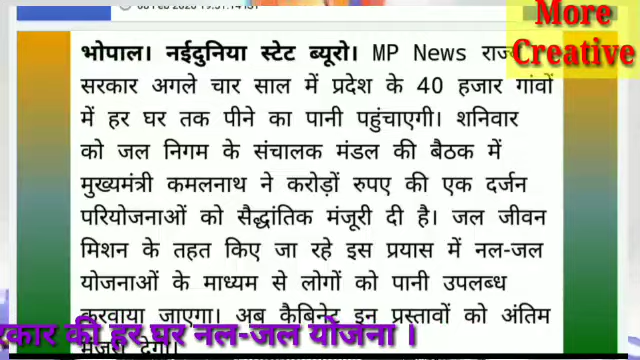 More
Creative
भोपाल। नईदुनिया स्टेट ब्यूरो। MP News
सरकार अगले चार साल में प्रदेश के 40 हजार गांवों
में हर घर तक पीने का पानी पहुंचाएगी। शनिवार
को जल निगम के संचालक मंडल की बैठक में
मुख्यमंत्री कमलनाथ ने करोड़ों रुपए की एक दर्जन
परियोजनाओं को सैद्धांतिक मंजूरी दी है। जल जीवन
मिशन के तहत किए जा रहे इस प्रयास में नल-जल
योजनाओं के माध्यम से लोगों को पानी उपलब्ध
करवाया जाएगा। अब कैबिनेट इन प्रस्तावों को अंतिम
की हर घर नल-जल योजना ।